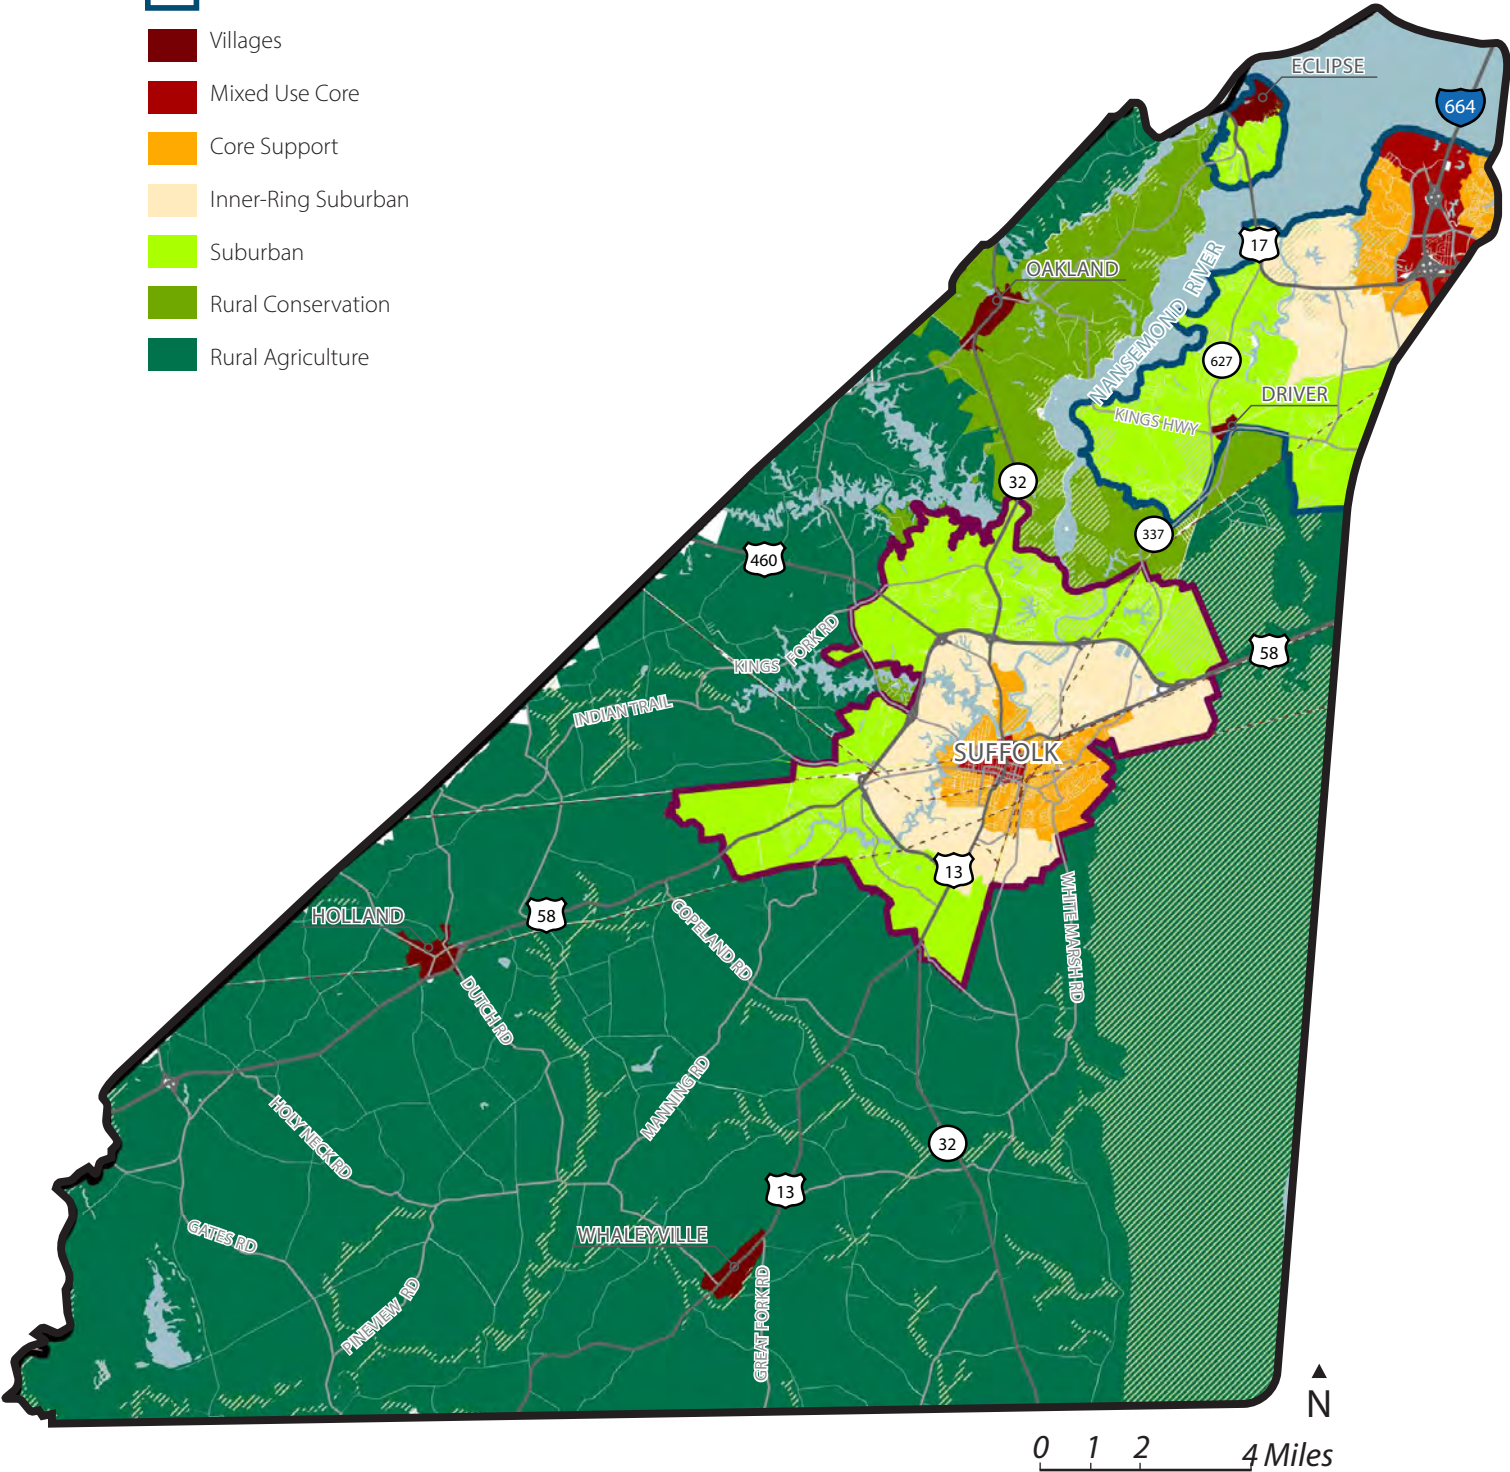 Villages
Mixed Use Core
Core Support
Inner-Ring Suburban
Suburban
Rural Conservation
Rural Agriculture
ECLIPSE
664
17
OAKLAND
NANSEMOND RIVER
627
DRIVER
KINGS HWY
32
337
460
KINGS FORK RD
58
INDIAN TRAIL
SUFFOLK
13
HOLLAND
58
COPELAND RD
WHITE MARSH RD
DUTCH RD
MANNING RD
HOLY NECK RD
32
13
GATES RD
WHALEYVILLE
PINEVIEW RD
GREAT FORK RD
N
0 1 2 4 Miles